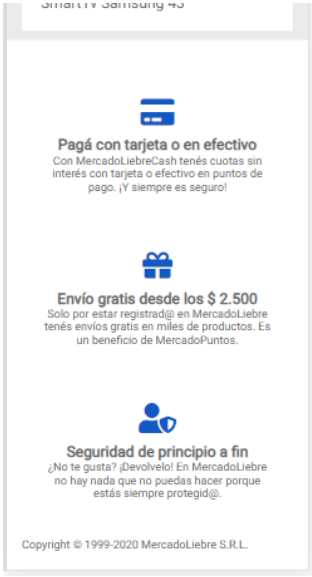 SmartTv Samsung 43"
Pagá con tarjeta o en efectivo
Con MercadoLiebreCash tenés cuotas sin
interés con tarjeta o efectivo en puntos de
pago. ¡Y siempre es seguro!
Envío gratis desde los $ 2.500
Solo por estar registrad@ en MercadoLiebre
tenés envíos gratis en miles de productos. Es
un beneficio de MercadoPuntos.
Seguridad de principio a fin
¿No te gusta? ¡Devolvelo! En MercadoLiebre
no hay nada que no puedas hacer porque
estás siempre protegid@.
Copyright © 1999-2020 MercadoLiebre S.R.L.